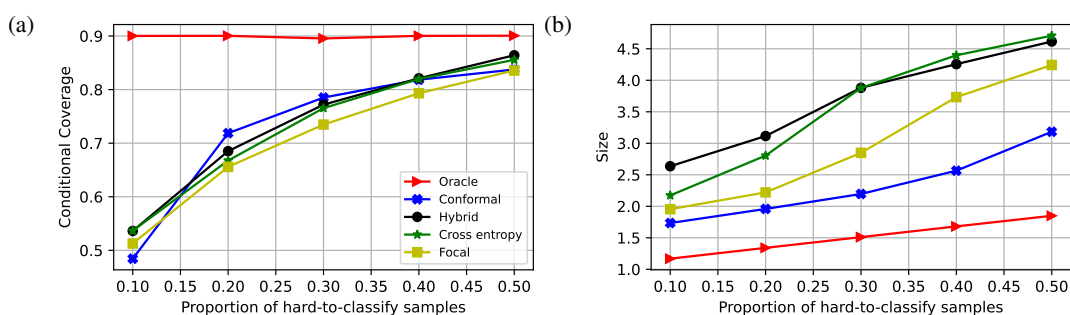 (a)
Conditional Coverage
0.9
0.8
0.7
0.6
0.5
Oracle
Conformal
Hybrid
Cross entropy
Focal
0.10 0.15 0.20 0.25 0.30 0.35 0.40 0.45 0.50
Proportion of hard-to-classify samples
(b)
Size
4.5
4.0
3.5
3.0
2.5
2.0
1.5
1.0
0.10 0.15 0.20 0.25 0.30 0.35 0.40 0.45 0.50
Proportion of hard-to-classify samples